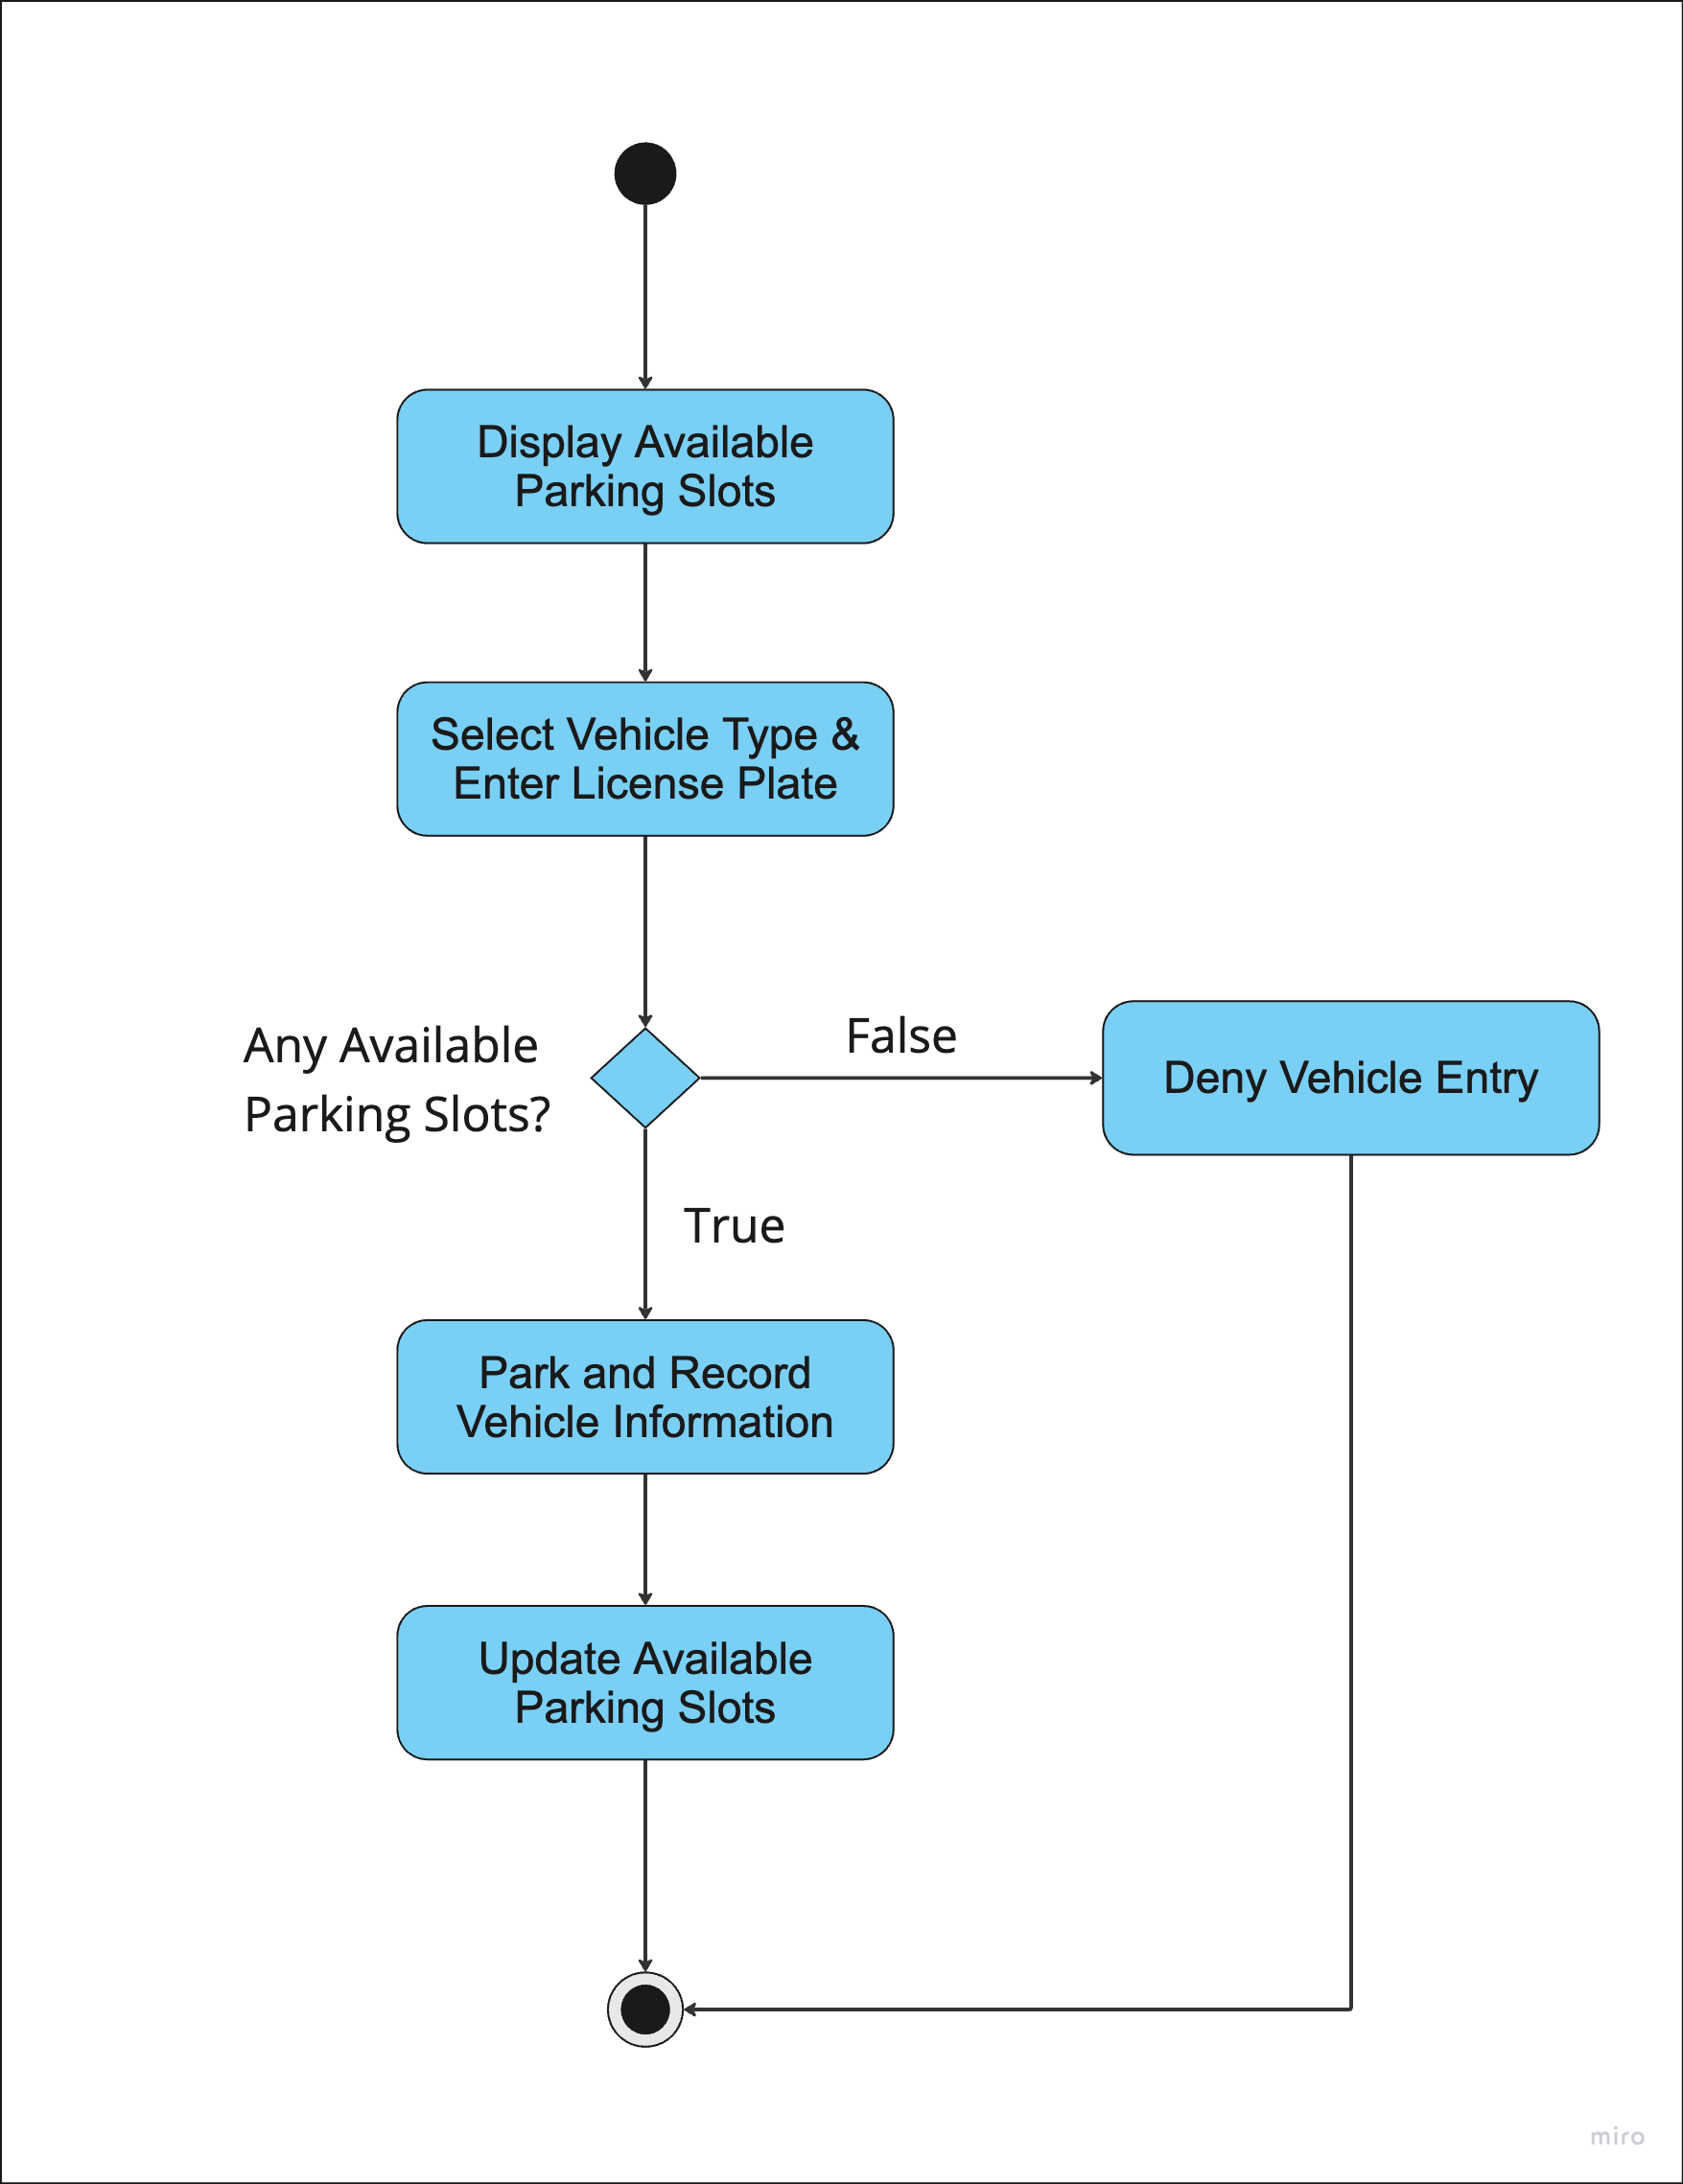 Display Available
Parking Slots
Select Vehicle Type &
Enter License Plate
Any Available
Parking Slots?
False
Deny Vehicle Entry
True
Park and Record
Vehicle Information
Update Available
Parking Slots
miro